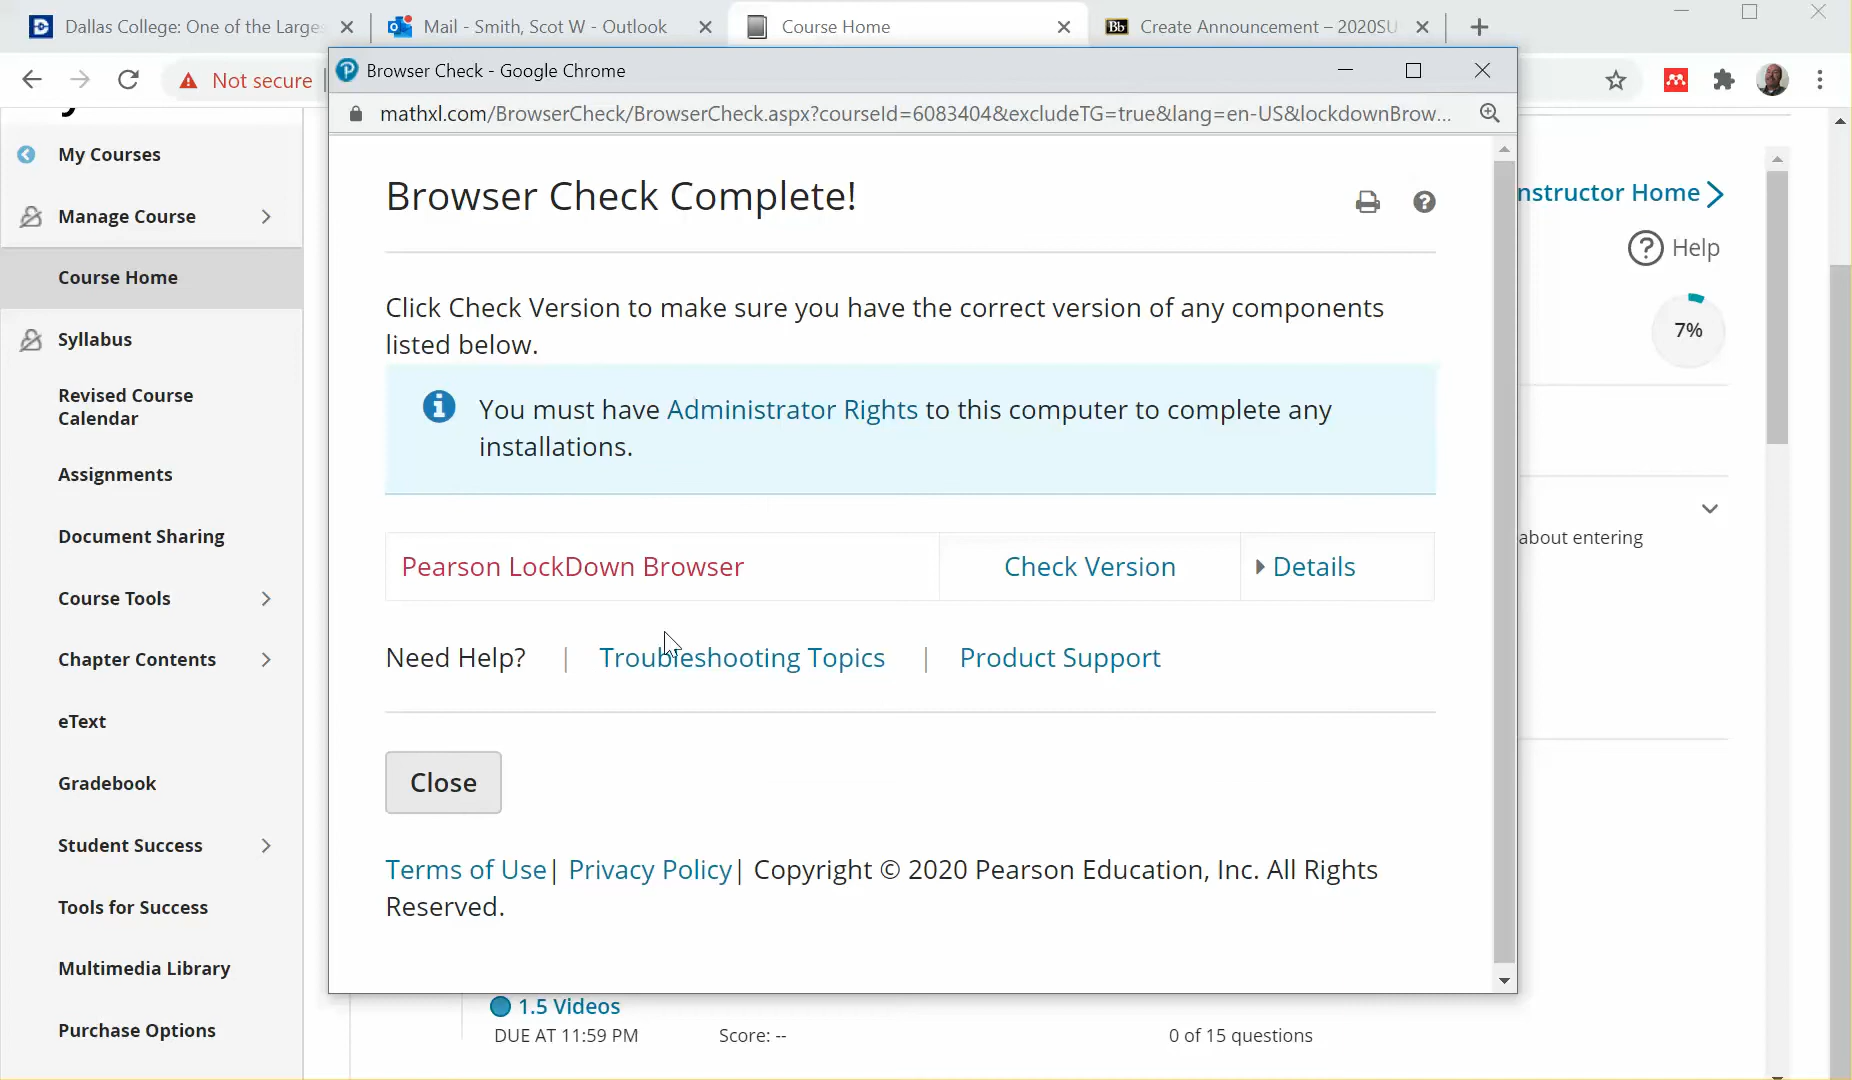 Dallas College: One of the Large
Mail - Smith, Scot W - Outlook
Course Home
Bb Create Announcement – 2020SU
Not secure
Browser Check - Google Chrome
mathxl.com/BrowserCheck/BrowserCheck.aspx?courseId=6083404&excludeTG=true&lang=en-US&lockdownBrow...
My Courses
Manage Course
Course Home
Syllabus
Revised Course
Calendar
Assignments
Document Sharing
Course Tools
Chapter Contents
eText
Gradebook
Student Success
Tools for Success
Multimedia Library
Purchase Options
Browser Check Complete!
Click Check Version to make sure you have the correct version of any components
listed below.
You must have Administrator Rights to this computer to complete any
installations.
Pearson LockDown Browser Check Version Details
Need Help? | Troubleshooting Topics | Product Support
Close
Terms of Use| Privacy Policy| Copyright © 2020 Pearson Education, Inc. All Rights
Reserved.
nstructor Home
Help
7%
about entering
1.5 Videos
DUE AT 11:59 PM Score: -- 0 of 15 questions